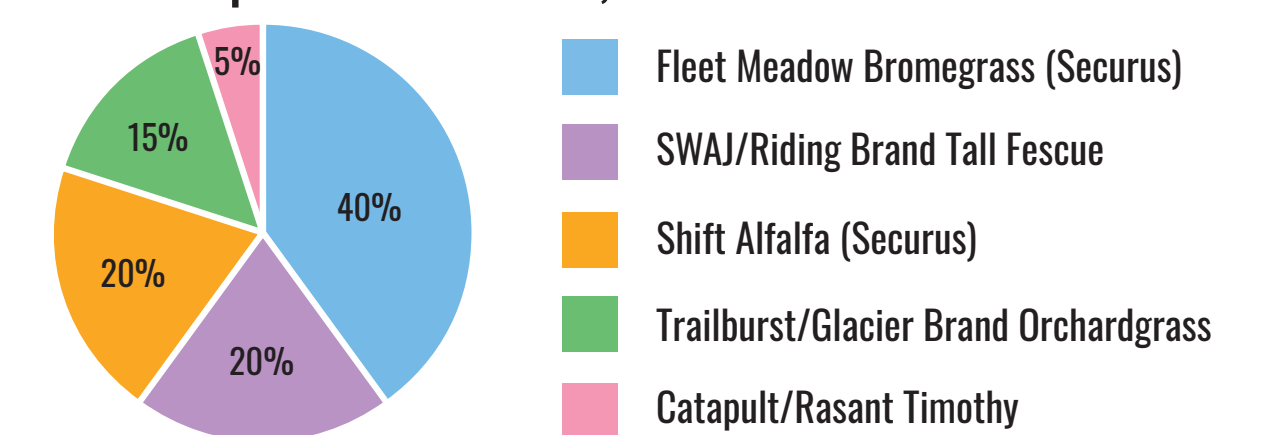 5%
15%
40%
20%
20%
Fleet Meadow Bromegrass (Securus)
SWAJ/Riding Brand Tall Fescue
Shift Alfalfa (Securus)
Trailburst/Glacier Brand Orchardgrass
Catapult/Rasant Timothy